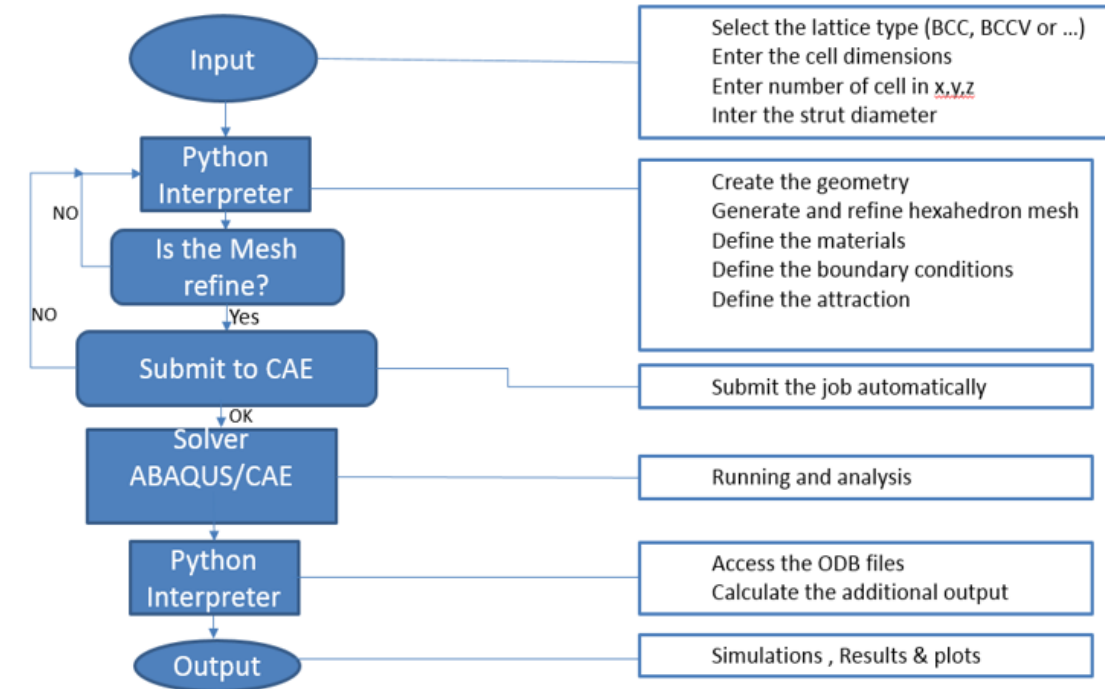 Input
Select the lattice type (BCC, BCCV or ...)
Enter the cell dimensions
Enter number of cell in x,y,z
Inter the strut diameter
Python
Interpreter
Create the geometry
Generate and refine hexahedron mesh
Define the materials
Define the boundary conditions
Define the attraction
NO
Is the Mesh
refine?
NO
Yes
Submit to CAE
Submit the job automatically
OK
Solver
ABAQUS/CAE
Running and analysis
Python
Interpreter
Access the ODB files
Calculate the additional output
Output
Simulations , Results & plots